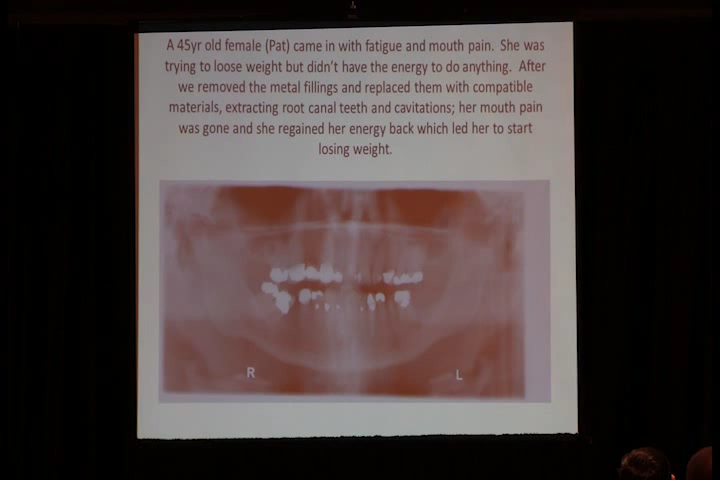 A 45yr old female (Pat) came in with fatigue and mouth pain. She was
trying to loose weight but didn't have the energy to do anything. After
we removed the metal fillings and replaced them with compatible
materials, extracting root canal teeth and cavitations; her mouth pain
was gone and she regained her energy back which led her to start
losing weight.
R
L